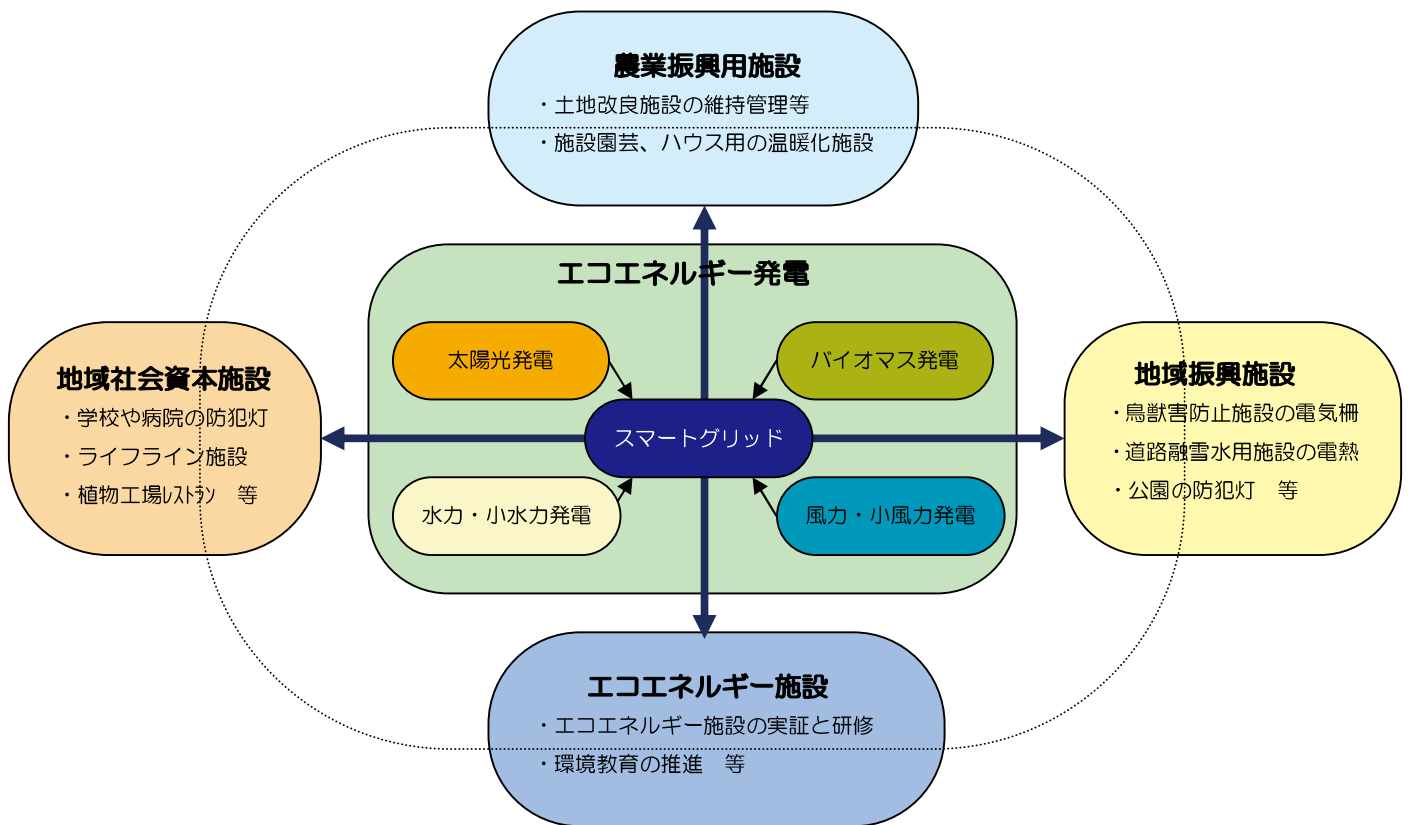 農業振興用施設
・土地改良施設の維持管理等
・施設園芸、ハウス用の温暖化施設
エコエネルギー発電
太陽光発電
バイオマス発電
スマートグリッド
水力・小水力発電
風力・小風力発電
地域社会資本施設
・学校や病院の防犯灯
・ライフライン施設
・植物工場ﾚｽﾄﾗﾝ　等
地域振興施設
・鳥獣害防止施設の電気柵
・道路融雪水用施設の電熱
・公園の防犯灯　等
エコエネルギー施設
・エコエネルギー施設の実証と研修
・環境教育の推進　等